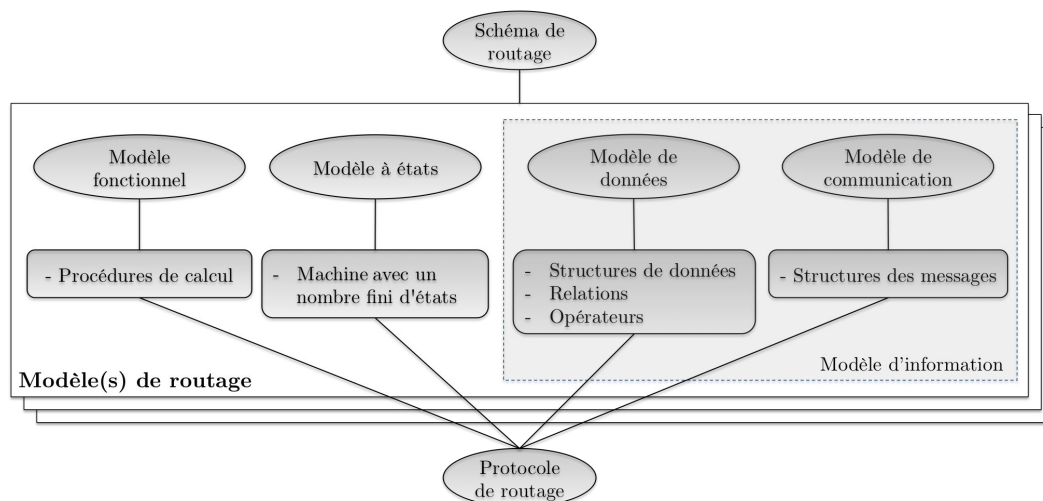 Schéma de
routage
Modèle
fonctionnel
Modèle à états
Modèle de
données
Modèle de
communication
- Procédures de calcul
- Machine avec un
nombre fini d'états
- Structures de données
- Relations
- Opérateurs
- Structures des messages
Modèle d'information
Modèle(s) de routage
Protocole
de routage